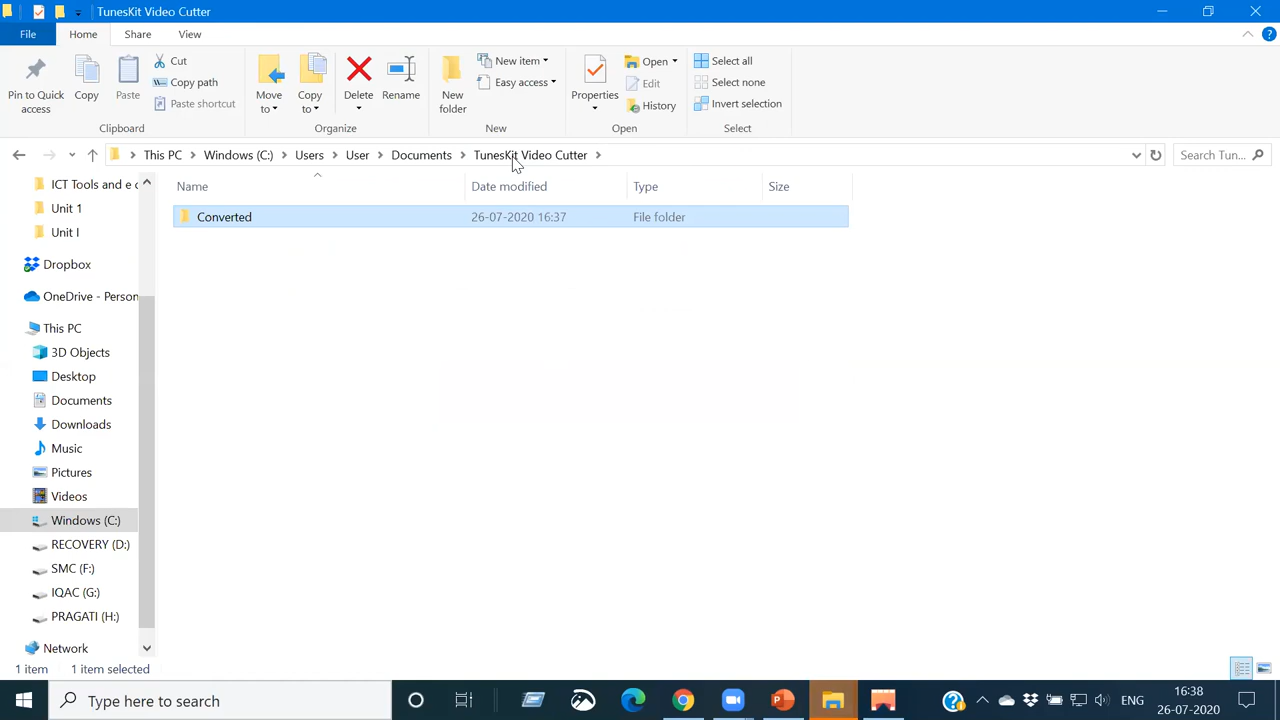 TunesKit Video Cutter
File Home Share View
Pin to Quick access
Copy
Paste
Cut
Copy path
Paste shortcut
Clipboard
Move to
Copy to
Delete
Rename
Organize
New folder
New item
Easy access
New
Properties
Open
Edit
History
Open
Select all
Select none
Invert selection
Select
This PC > Windows (C:) > Users > User > Documents > TunesKit Video Cutter >
Search Tun...
Name Date modified Type Size
Converted 26-07-2020 16:37 File folder
ICT Tools and e c
Unit 1
Unit I
Dropbox
OneDrive - Person
This PC
3D Objects
Desktop
Documents
Downloads
Music
Pictures
Videos
Windows (C:)
RECOVERY (D:)
SMC (F:)
IQAC (G:)
PRAGATI (H:)
Network
1 item 1 item selected
Type here to search
ENG
16:38
26-07-2020